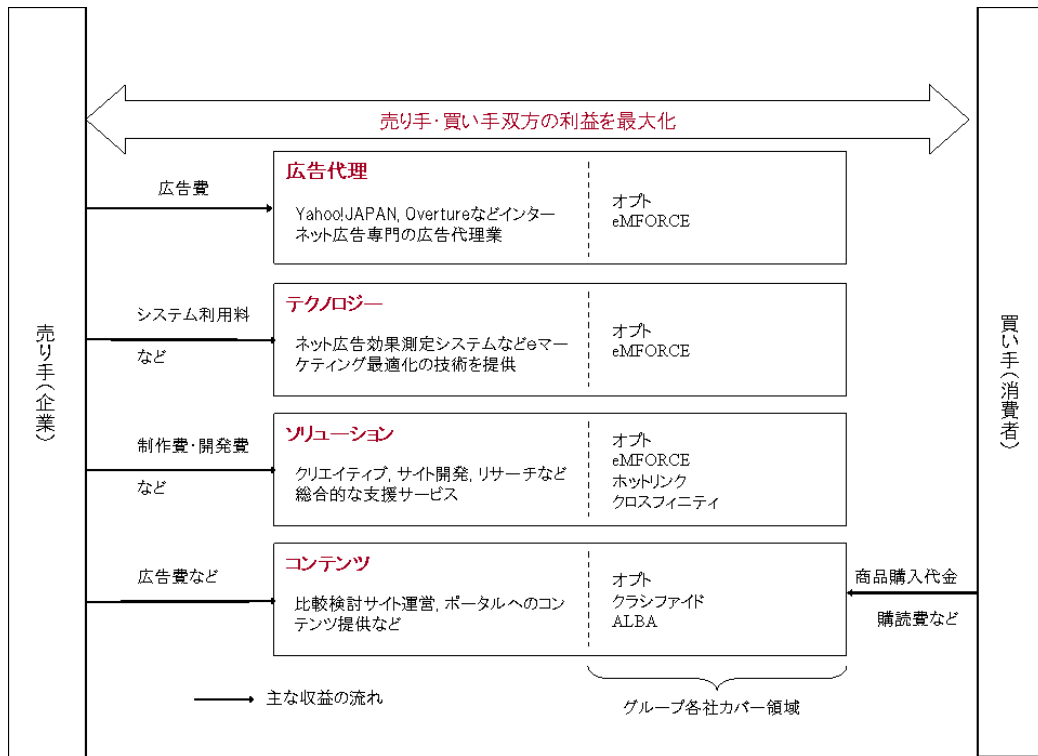 売り手・買い手双方の利益を最大化
売り手(企業)
買い手(消費者)
広告費
広告代理
Yahoo!JAPAN, Overtureなどインター
ネット広告専門の広告代理業
オプト
eMFORCE
システム利用料
など
テクノロジー
ネット広告効果測定システムなどeマー
ケティング最適化の技術を提供
オプト
eMFORCE
制作費・開発費
など
ソリューション
クリエイティブ, サイト開発, リサーチなど
総合的な支援サービス
オプト
eMFORCE
ホットリンク
クロスフィニティ
広告費など
コンテンツ
比較検討サイト運営, ポータルへのコン
テンツ提供など
オプト
クラシファイド
ALBA
商品購入代金
購読費など
主な収益の流れ
グループ各社カバー領域